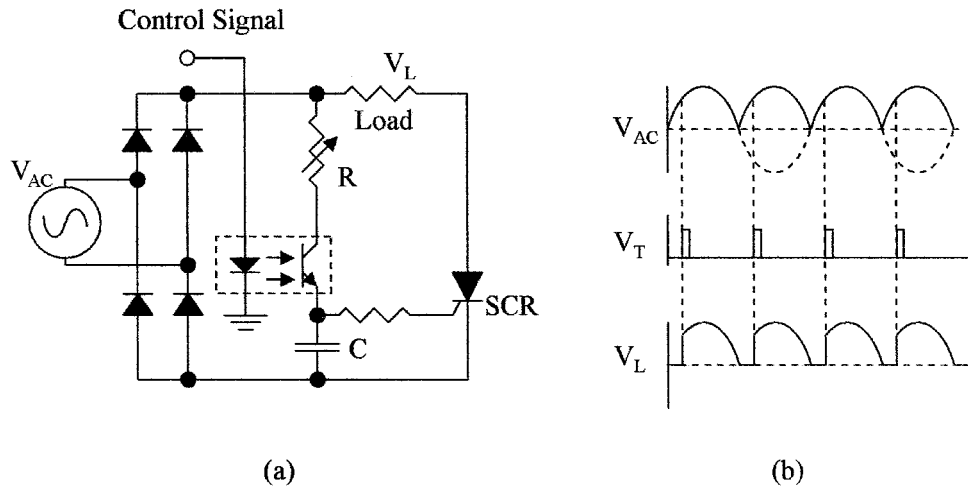 Control Signal
V_L
Load
V_AC
R
SCR
C
(a)
V_AC
V_T
V_L
(b)